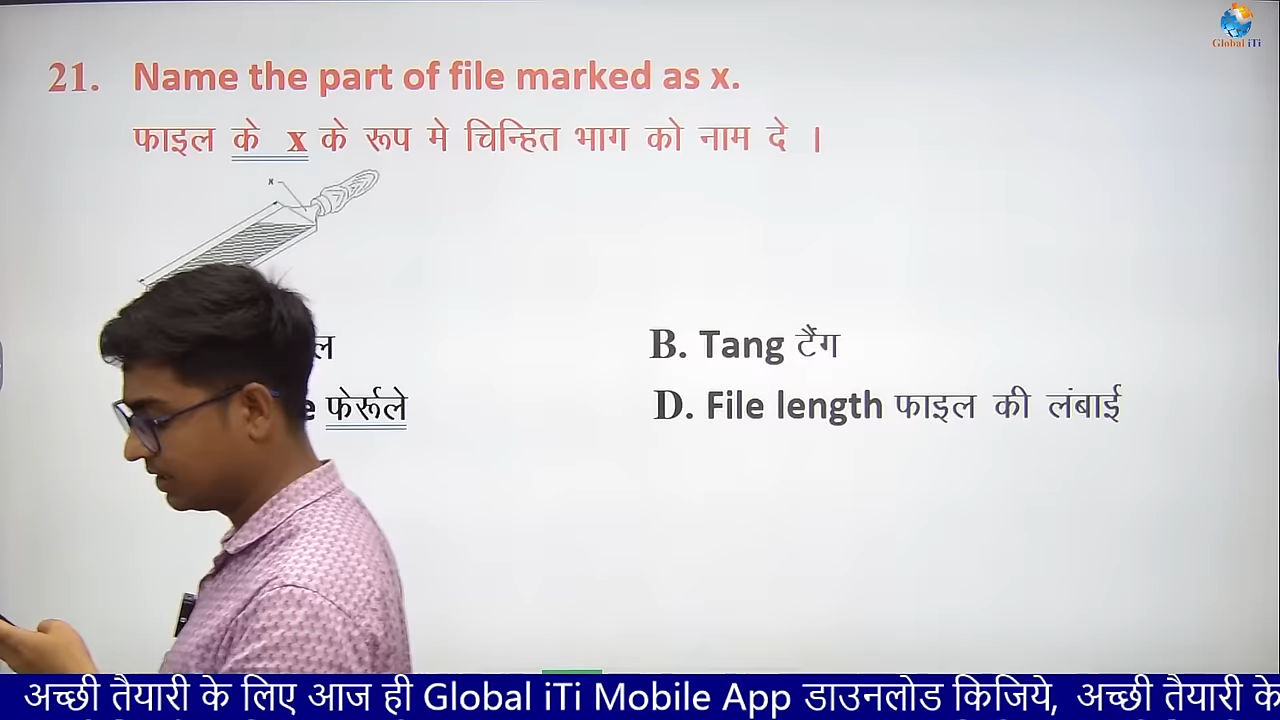 Global iTi
21. Name the part of file marked as x.
फाइल के x के रूप मे चिन्हित भाग को नाम दे ।
x
B. Tang टैंग
फेर्रूले
D. File length फाइल की लंबाई
अच्छी तैयारी के लिए आज ही Global iTi Mobile App डाउनलोड किजिये, अच्छी तैयारी के